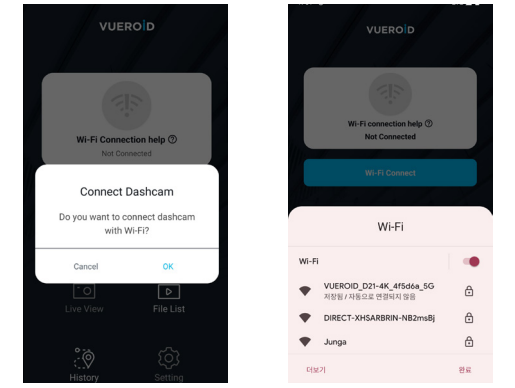 VUEROID
Wi-Fi Connection help
Not Connected
Connect Dashcam
Do you want to connect dashcam
with Wi-Fi?
Cancel
OK
Live View
File List
History
Setting
VUEROID
Wi-Fi connection help
Not Connected
Wi-Fi Connect
Wi-Fi
Wi-Fi
VUEROID_D21-4K_4f5d6a_5G
저장됨 / 자동으로 연결되지 않음
DIRECT-XHSARBRIN-NB2msBj
Junga
더보기
완료